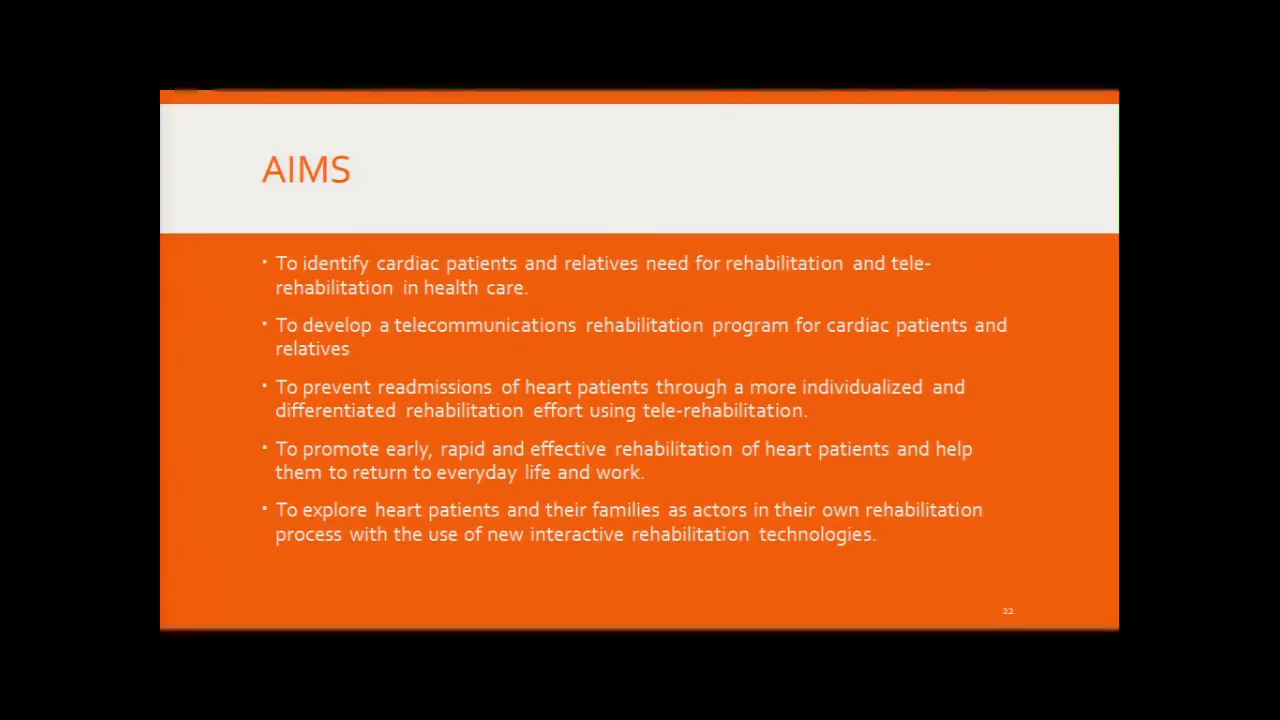 AIMS
· To identify cardiac patients and relatives need for rehabilitation and tele-
rehabilitation in health care.
· To develop a telecommunications rehabilitation program for cardiac patients and
relatives
· To prevent readmissions of heart patients through a more individualized and
differentiated rehabilitation effort using tele-rehabilitation.
· To promote early, rapid and effective rehabilitation of heart patients and help
them to return to everyday life and work.
· To explore heart patients and their families as actors in their own rehabilitation
process with the use of new interactive rehabilitation technologies.
22